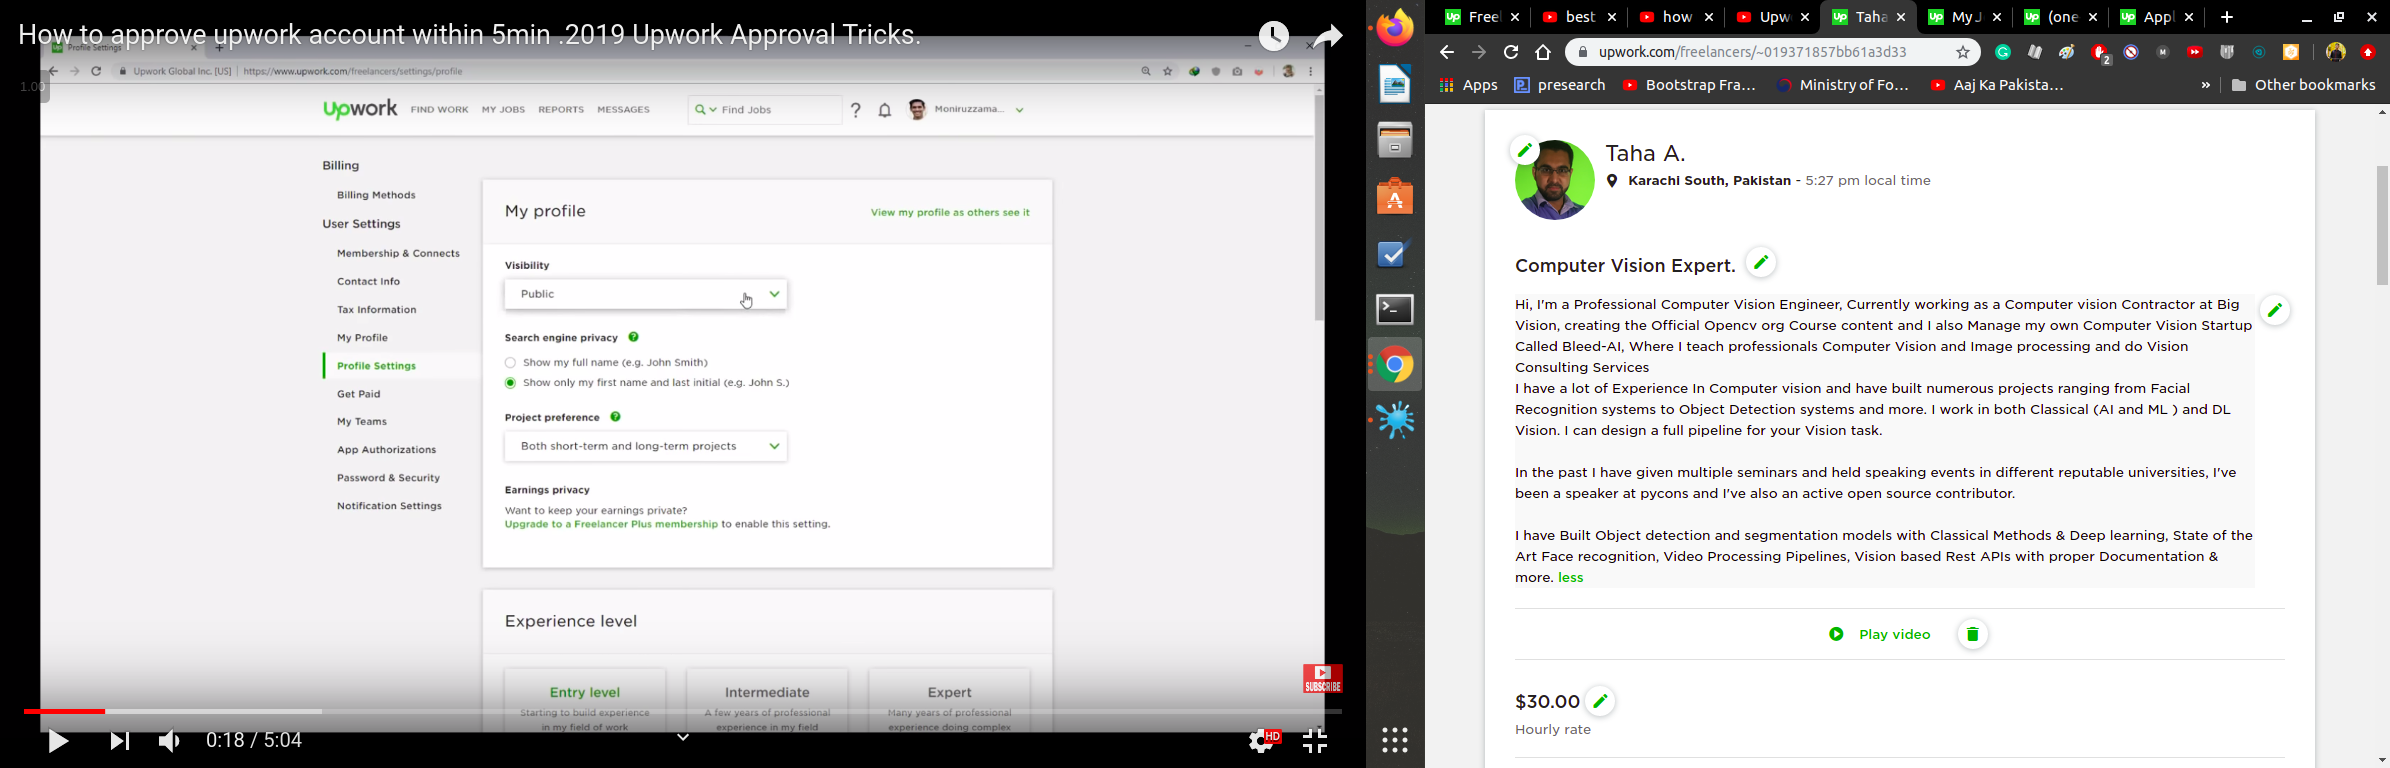 How to approve upwork account within 5min .2019 Upwork Approval Tricks.
Profile Settings
Upwork Global Inc. [US] | https://www.upwork.com/freelancers/settings/profile
1.00
Upwork FIND WORK MY JOBS REPORTS MESSAGES Find Jobs ? Moniruzzama...
Billing
Billing Methods
User Settings
Membership & Connects
Contact Info
Tax Information
My Profile
Profile Settings
Get Paid
My Teams
App Authorizations
Password & Security
Notification Settings
My profile
View my profile as others see it
Visibility
Public
Search engine privacy ?
Show my full name (e.g. John Smith)
Show only my first name and last initial (e.g. John S.)
Project preference ?
Both short-term and long-term projects
Earnings privacy
Want to keep your earnings private?
Upgrade to a Freelancer Plus membership to enable this setting.
Experience level
Entry level
Starting to build experience
in my field of work
Intermediate
A few years of professional
experience in my field
Expert
Many years of professional
experience doing complex
SUBSCRIBE
0:18 / 5:04
HD
Free
best
how
Upw
Taha
My J
(one
Appl
upwork.com/freelancers/~019371857bb61a3d33
2
Apps
presearch
Bootstrap Fra...
Ministry of Fo...
Aaj Ka Pakista...
»
Other bookmarks
Taha A.
Karachi South, Pakistan - 5:27 pm local time
Computer Vision Expert.
Hi, I'm a Professional Computer Vision Engineer, Currently working as a Computer vision Contractor at Big
Vision, creating the Official Opencv org Course content and I also Manage my own Computer Vision Startup
Called Bleed-AI, Where I teach professionals Computer Vision and Image processing and do Vision
Consulting Services
I have a lot of Experience In Computer vision and have built numerous projects ranging from Facial
Recognition systems to Object Detection systems and more. I work in both Classical (AI and ML ) and DL
Vision. I can design a full pipeline for your Vision task.
In the past I have given multiple seminars and held speaking events in different reputable universities, I've
been a speaker at pycons and I've also an active open source contributor.
I have Built Object detection and segmentation models with Classical Methods & Deep learning, State of the
Art Face recognition, Video Processing Pipelines, Vision based Rest APIs with proper Documentation &
more. less
Play video
$30.00
Hourly rate